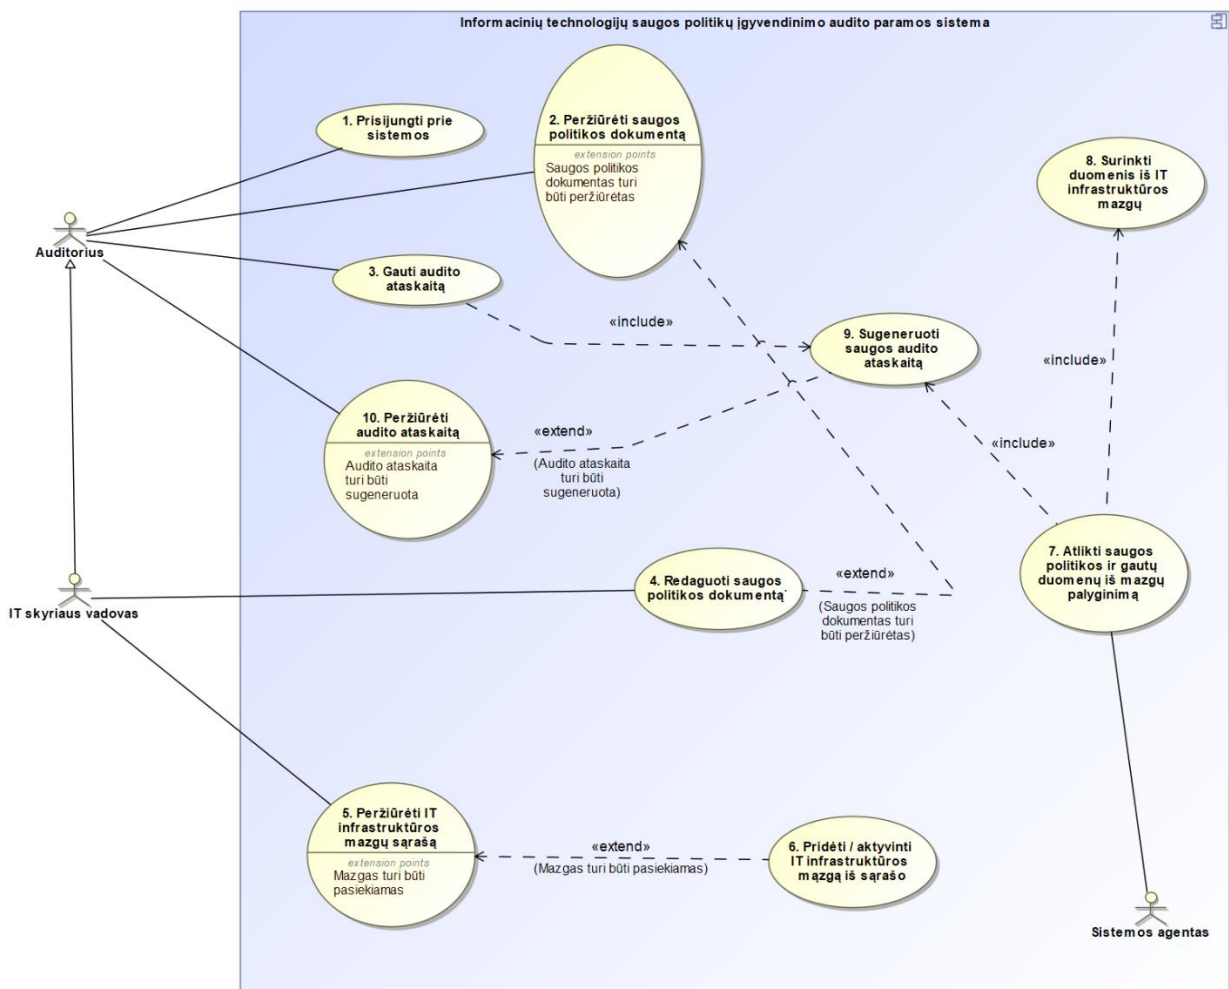 Informacinių technologijų saugos politikų įgyvendinimo audito paramos sistema
1. Prisijungti prie
sistemos
2. Peržiūrėti saugos
politikos dokumentą
extension points
Saugos politikos
dokumentas turi
būti peržiūrėtas
8. Surinkti
duomenis iš IT
infrastruktūros
mazgų
Auditorius
3. Gauti audito
ataskaitą
«include»
9. Sugeneruoti
saugos audito
ataskaitą
«include»
10. Peržiūrėti
audito ataskaitą
extension points
Audito ataskaita
turi būti
sugeneruota
«extend»
(Audito ataskaita
turi būti
sugeneruota)
«include»
IT skyriaus vadovas
4. Redaguoti saugos
politikos dokumentą
«extend»
(Saugos politikos
dokumentas turi
būti peržiūrėtas)
7. Atlikti saugos
politikos ir gautų
duomenų iš mazgų
palyginimą
5. Peržiūrėti IT
infrastruktūros
mazgų sąrašą
extension points
Mazgas turi būti
pasiekiamas
«extend»
(Mazgas turi būti pasiekiamas)
6. Pridėti / aktyvinti
IT infrastruktūros
mązgą iš sąrašo
Sistemos agentas